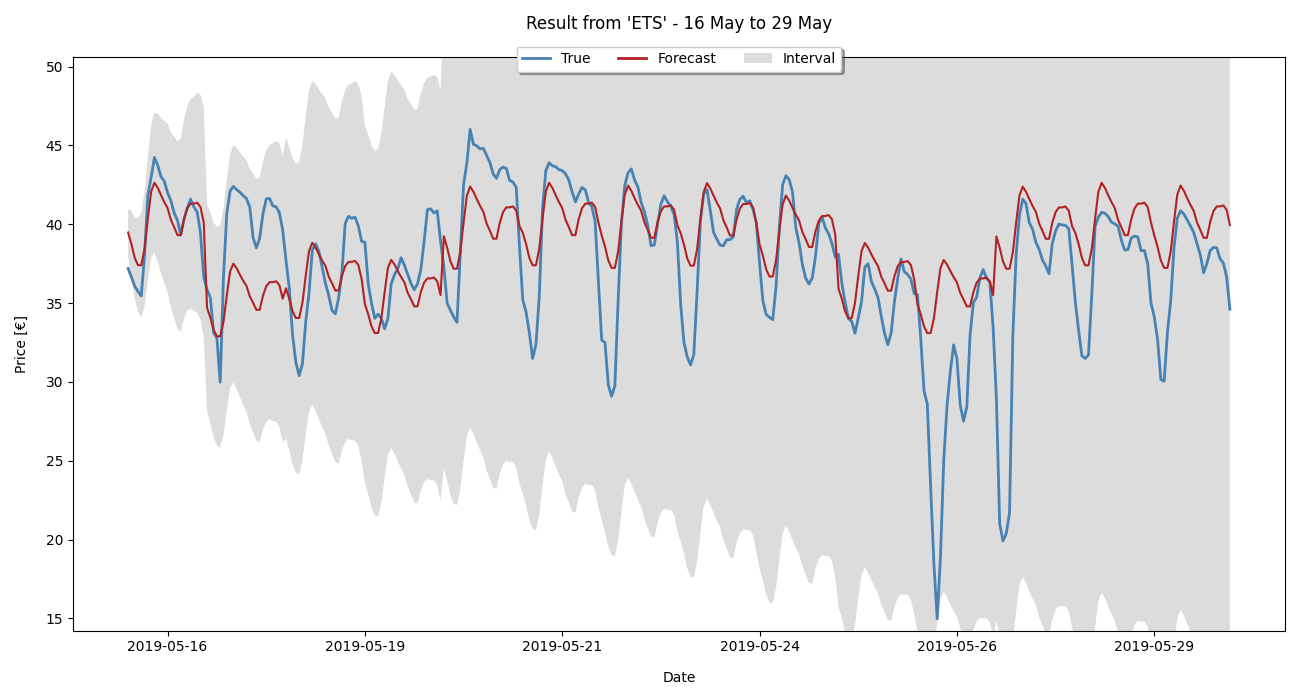 Result from 'ETS' - 16 May to 29 May
True Forecast Interval
50
45
40
35
30
25
20
15
Price [€]
2019-05-16 2019-05-19 2019-05-21 2019-05-24 2019-05-26 2019-05-29
Date